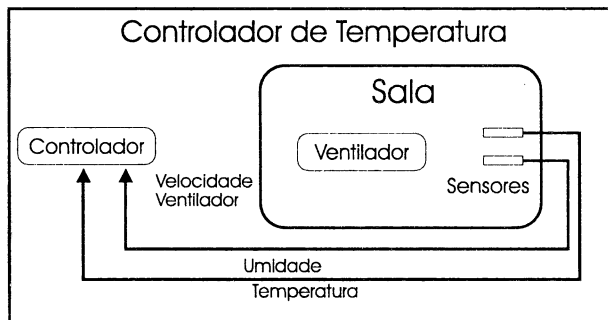 Controlador de Temperatura
Sala
Controlador
Ventilador
Velocidade
Ventilador
Sensores
Umidade
Temperatura